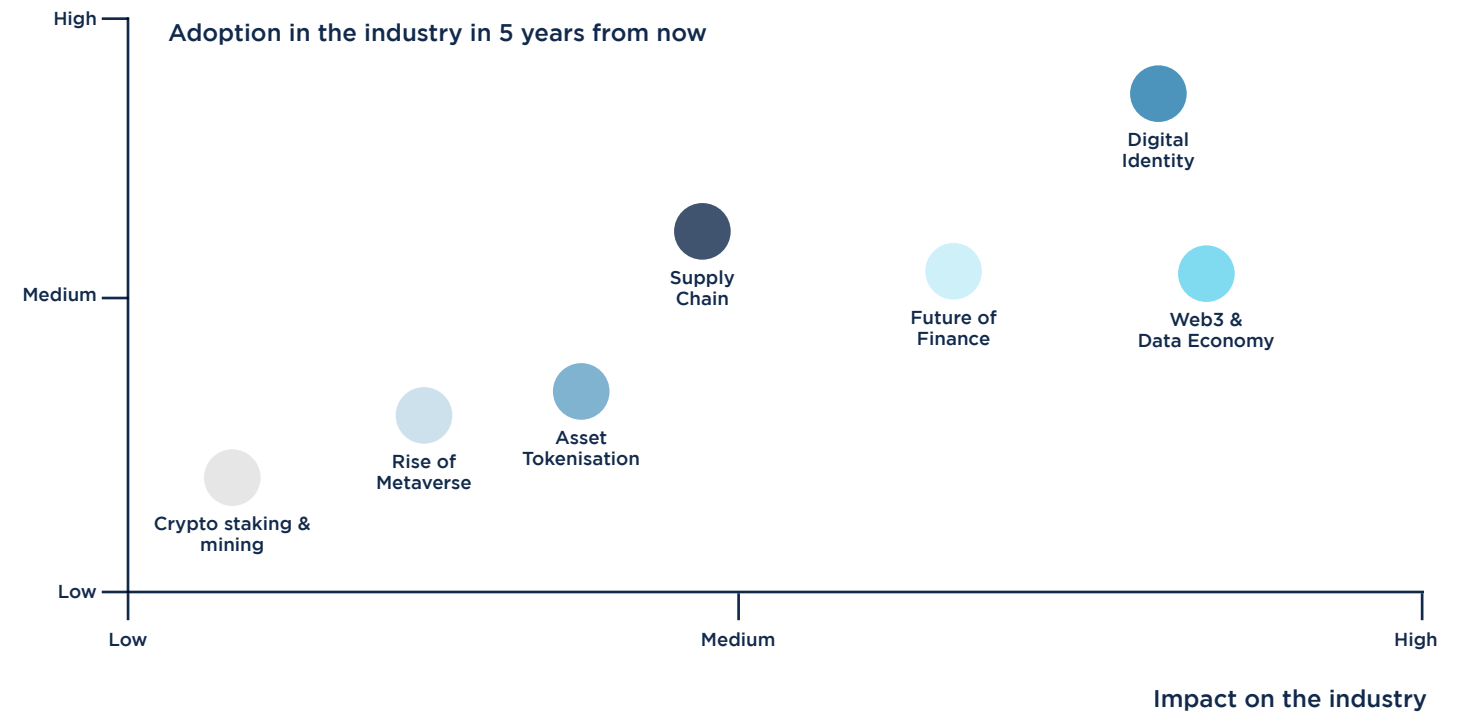 High
Adoption in the industry in 5 years from now
Digital
Identity
Supply
Chain
Medium
Future of
Finance
Web3 &
Data Economy
Asset
Tokenisation
Rise of
Metaverse
Crypto staking &
mining
Low
Low
Medium
High
Impact on the industry